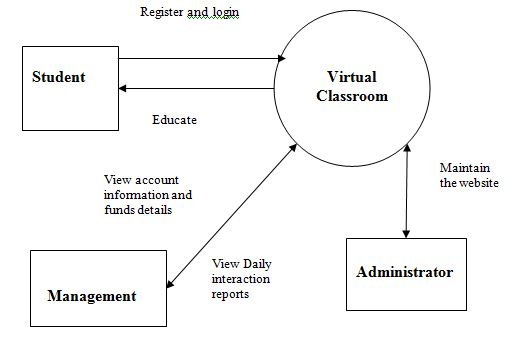 Register and login
Student
Virtual
Classroom
Educate
Maintain
the website
View account
information and
funds details
View Daily
interaction
reports
Administrator
Management